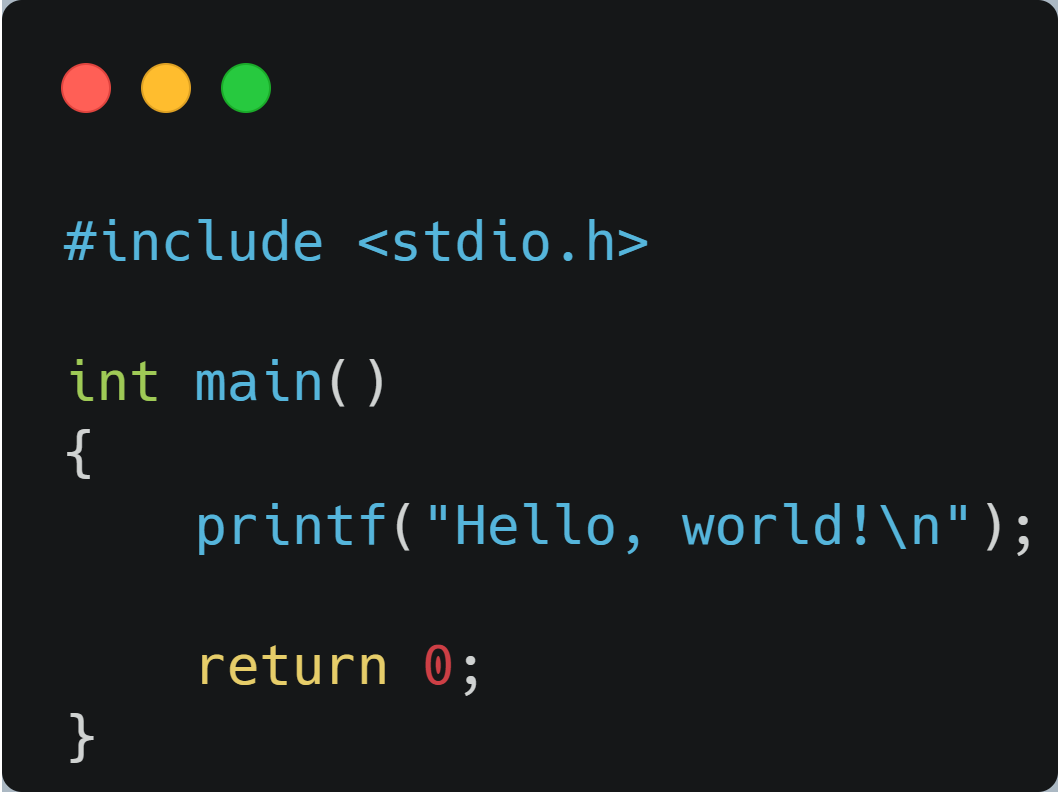 #include <stdio.h>

int main()
{
    printf("Hello, world!\n");

    return 0;
}